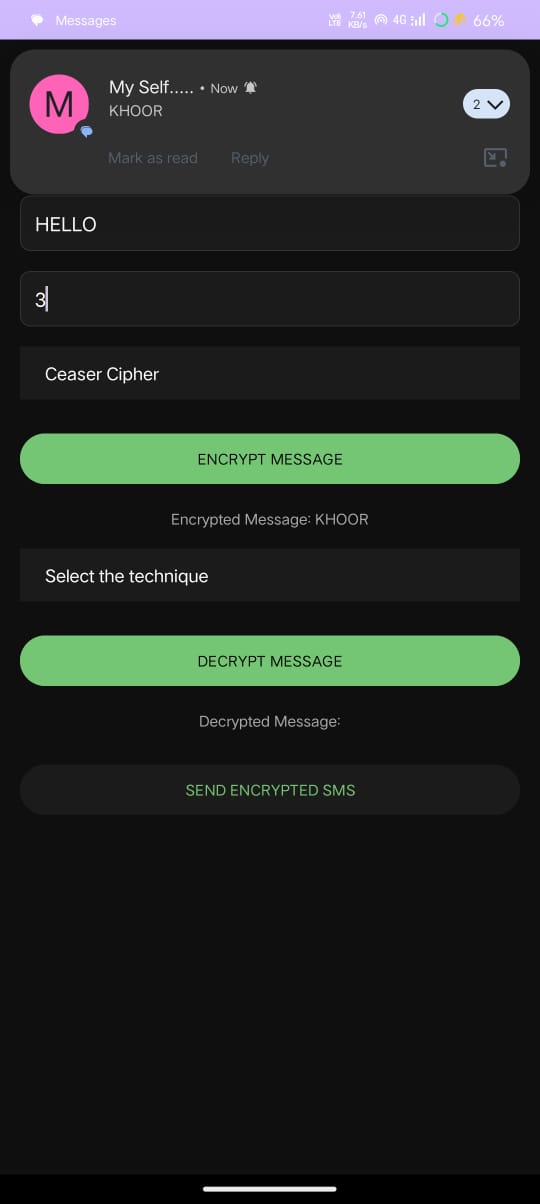 Messages
Vo5 LTE 7.61 KB/s 4G 66%
My Self..... • Now
M
KHOOR
2
Mark as read Reply
HELLO
3
Ceaser Cipher
ENCRYPT MESSAGE
Encrypted Message: KHOOR
Select the technique
DECRYPT MESSAGE
Decrypted Message:
SEND ENCRYPTED SMS